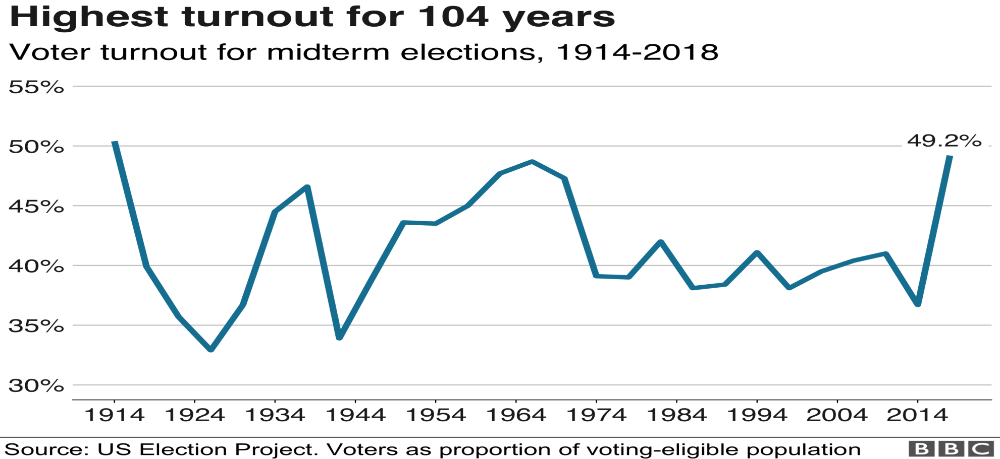 Highest turnout for 104 years
Voter turnout for midterm elections, 1914-2018
55%
50%
49.2%
45%
40%
35%
30%
1914 1924 1934 1944 1954 1964 1974 1984 1994 2004 2014
Source: US Election Project. Voters as proportion of voting-eligible population BBC